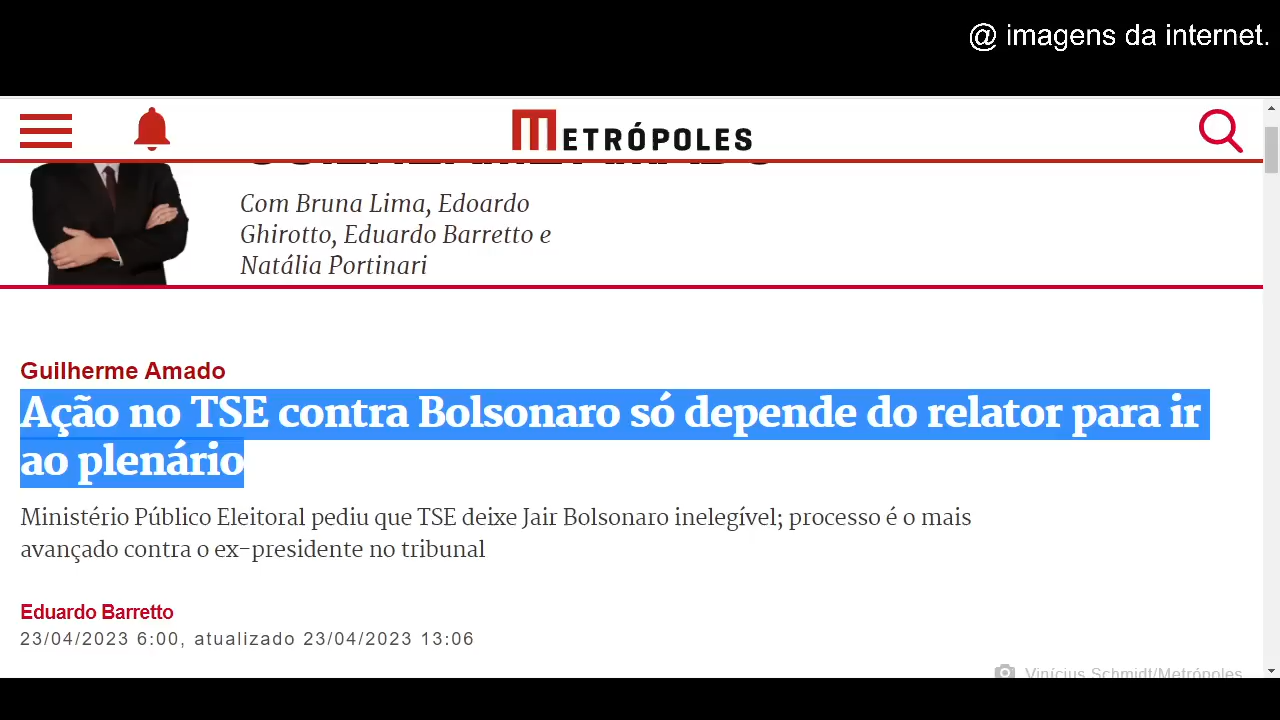 @ imagens da internet.
METRÓPOLES
Com Bruna Lima, Edoardo
Ghirotto, Eduardo Barretto e
Natália Portinari
Guilherme Amado
Ação no TSE contra Bolsonaro só depende do relator para ir
ao plenário
Ministério Público Eleitoral pediu que TSE deixe Jair Bolsonaro inelegível; processo é o mais
avançado contra o ex-presidente no tribunal
Eduardo Barretto
23/04/2023 6:00, atualizado 23/04/2023 13:06
Vinícius Schmidt/Metrópoles